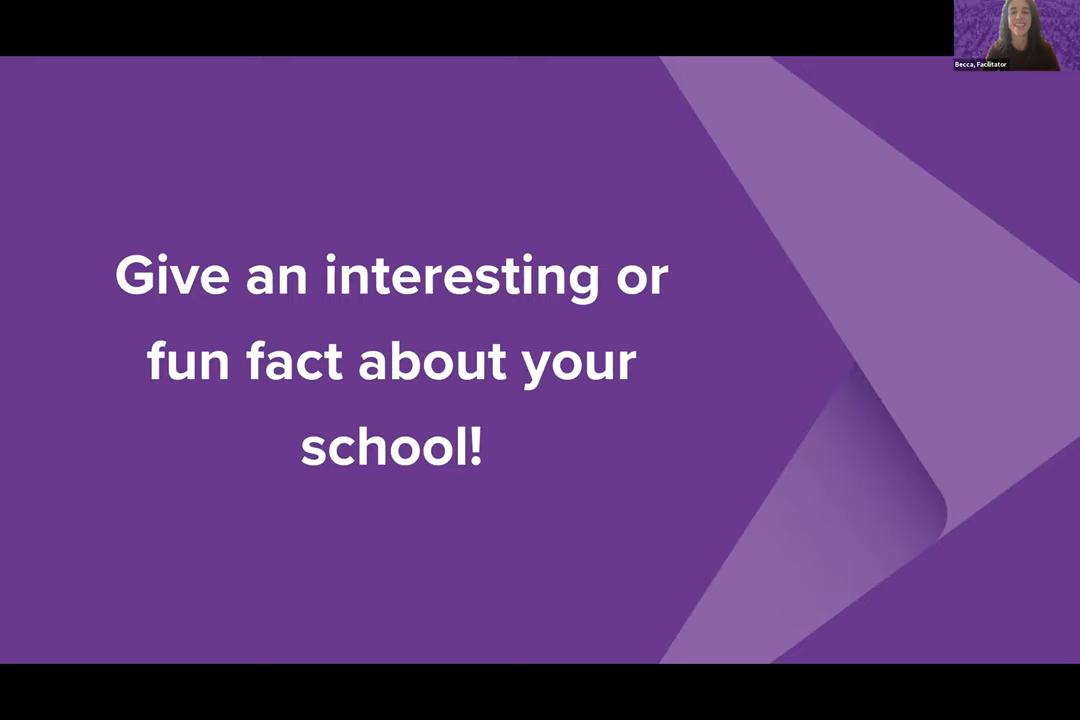 Becca, Facilitator
Give an interesting or
fun fact about your
school!